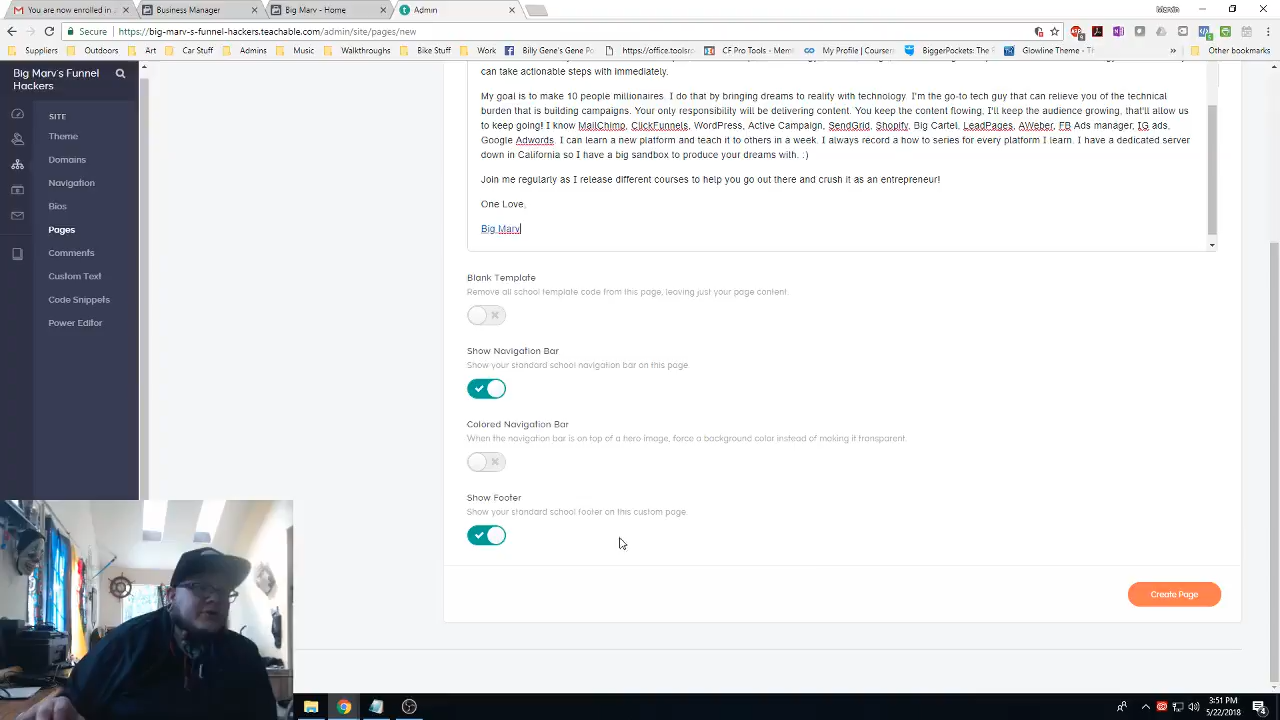 You are now enrolled in
Business Manager
Big Marv - Home
Admin
Marvin
Secure
https://big-marv-s-funnel-hackers.teachable.com/admin/site/pages/new
Suppliers
Outdoors
Art
Music
Walkthroughs
Bike Stuff
Work
Billy Gene's Gene Po
https://office.toolsro
CF Pro Tools - Mem
My Profile | Courser
BiggerPockets: The R
Glowline Theme - Th
Other bookmarks
Big Marv's Funnel
Hackers
SITE
Theme
Domains
Navigation
Bios
Pages
Comments
Custom Text
Code Snippets
Power Editor
can take actionable steps with immediately.
My goal is to make 10 people millionaires. I do that by bringing dreams to reality with technology. I'm the go-to tech guy that can relieve you of the technical
burden that is building campaigns. Your only responsibility will be delivering content. You keep the content flowing, I'll keep the audience growing, that'll allow us
to keep going! I know MailChimp, ClickFunnels, WordPress, Active Campaign, SendGrid, Shopify, Big Cartel, LeadPages, AWeber, FB Ads manager, IG ads,
Google Adwords. I can learn a new platform and teach it to others in a week. I always record a how to series for every platform I learn. I have a dedicated server
down in California so I have a big sandbox to produce your dreams with. :)
Join me regularly as I release different courses to help you go out there and crush it as an entrepreneur!
One Love,
Big Marv
Blank Template
Remove all school template code from this page, leaving just your page content.
Show Navigation Bar
Show your standard school navigation bar on this page.
Colored Navigation Bar
When the navigation bar is on top of a hero image, force a background color instead of making it transparent.
Show Footer
Show your standard school footer on this custom page.
Create Page
3:51 PM
5/22/2018